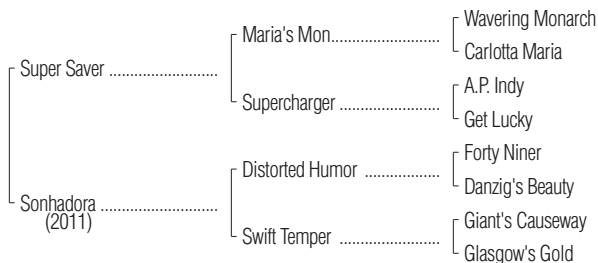 Wavering Monarch
Maria's Mon..............................
Carlotta Maria
Super Saver ..............................
A.P. Indy
Supercharger ............................
Get Lucky
Forty Niner
Distorted Humor .....................
Danzig's Beauty
Sonhadora ................................
(2011)
Giant's Causeway
Swift Temper ............................
Glasgow's Gold